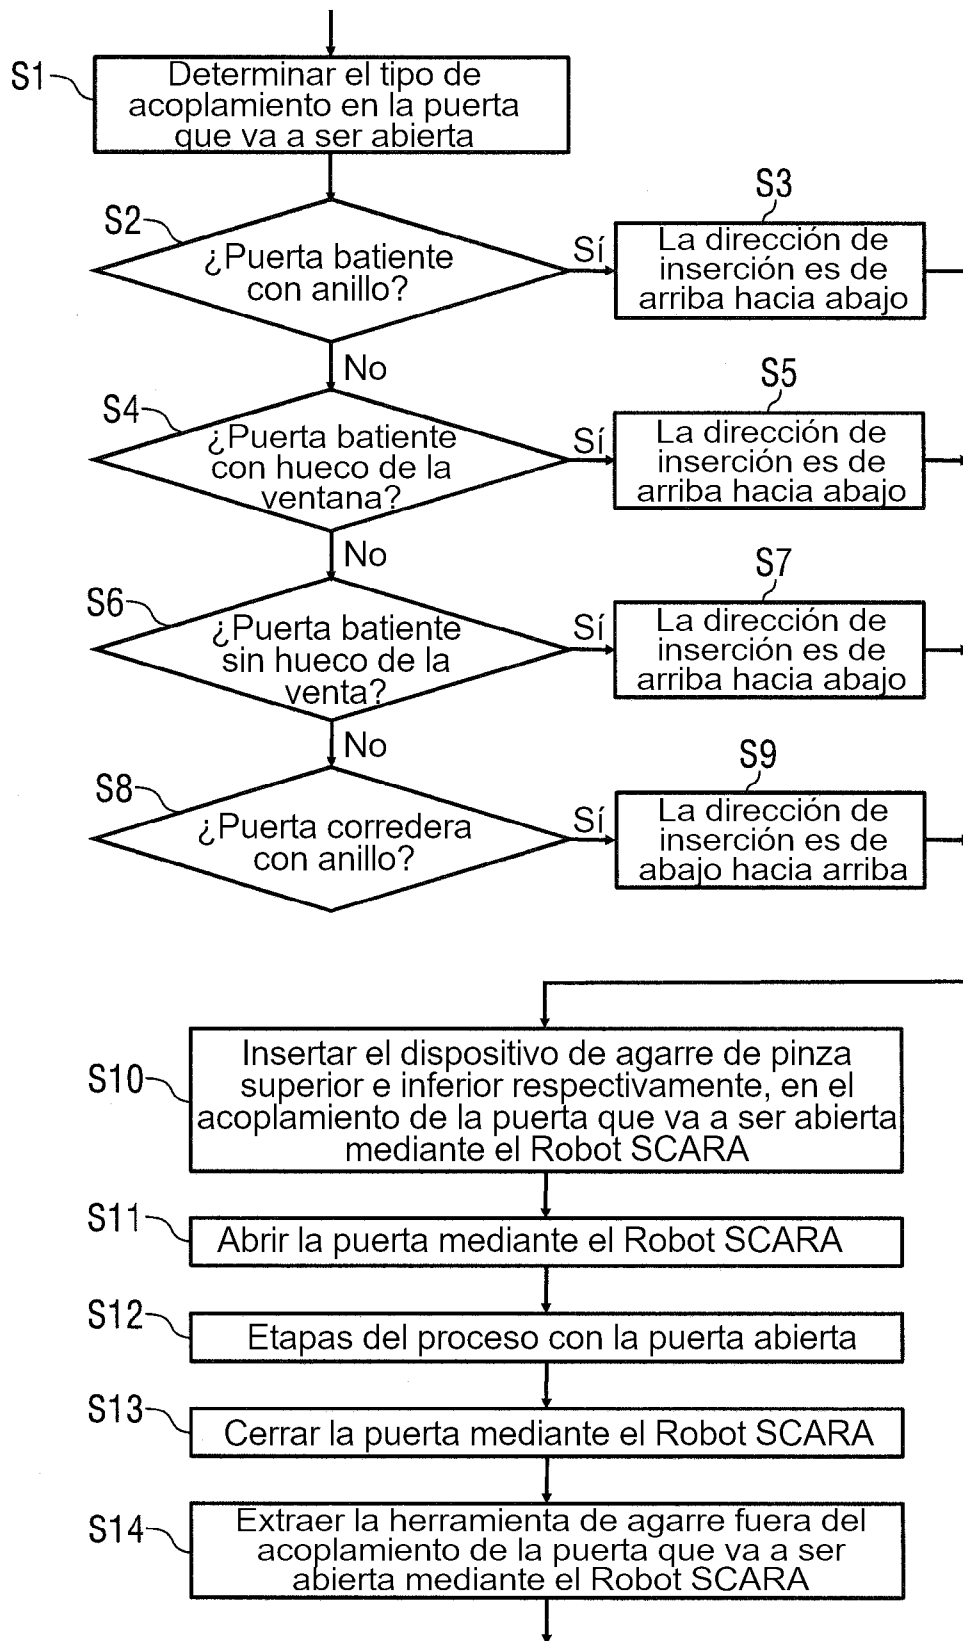 S1
Determinar el tipo de
acoplamiento en la puerta
que va a ser abierta
S2
¿Puerta batiente
con anillo?
Sí
S3
La dirección de
inserción es de
arriba hacia abajo
No
S4
¿Puerta batiente
con hueco de la
ventana?
Sí
S5
La dirección de
inserción es de
arriba hacia abajo
No
S6
¿Puerta batiente
sin hueco de la
venta?
Sí
S7
La dirección de
inserción es de
arriba hacia abajo
No
S8
¿Puerta corredera
con anillo?
Sí
S9
La dirección de
inserción es de
abajo hacia arriba
S10
Insertar el dispositivo de agarre de pinza
superior e inferior respectivamente, en el
acoplamiento de la puerta que va a ser abierta
mediante el Robot SCARA
S11
Abrir la puerta mediante el Robot SCARA
S12
Etapas del proceso con la puerta abierta
S13
Cerrar la puerta mediante el Robot SCARA
S14
Extraer la herramienta de agarre fuera del
acoplamiento de la puerta que va a ser
abierta mediante el Robot SCARA